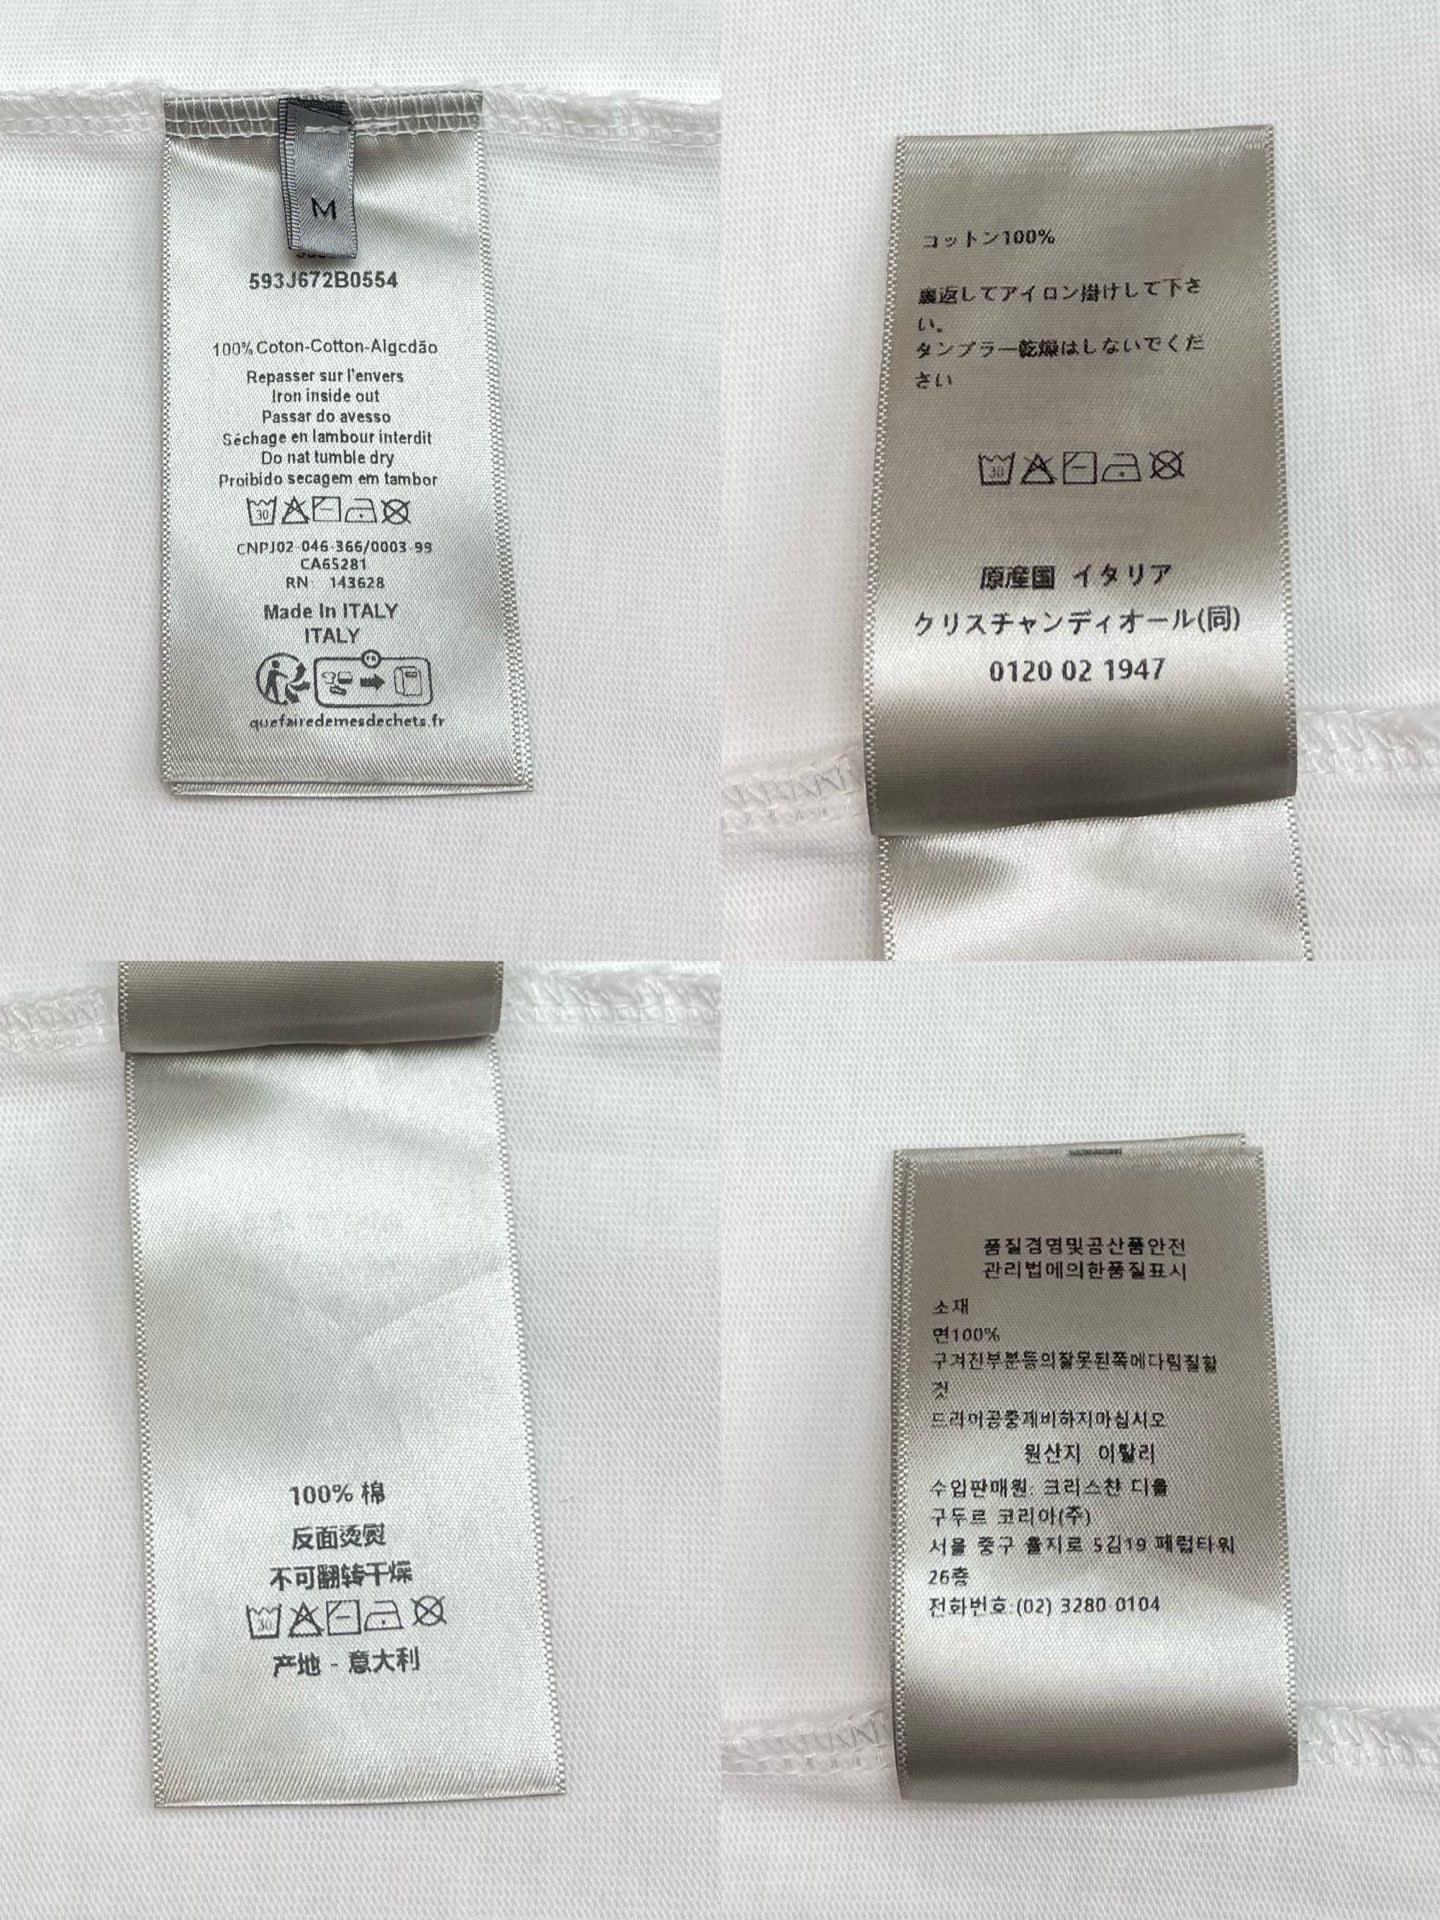 M
593J672B0554
100% Coton-Cotton-Algcdão
Repasser sur l'envers
Iron inside out
Passar do avesso
Séchage en lambour interdit
Do nat tumble dry
Proibido secagem em tambor
30
CNPJ02-046-366/0003-99
CA65281
RN 143628
Made In ITALY
ITALY
FR
quefairedemesdechets.fr
コットン100%
裏返してアイロン掛けして下さ
い。
タンブラー乾燥はしないでくだ
さい
30
原産国 イタリア
クリスチャンディオール(同)
0120 02 1947
100% 棉
反面烫熨
不可翻转干燥
30
产地 - 意大利
품질경영및공산품안전
관리법에의한품질표시
소재
면100%
구겨진부분등의잘못된쪽에다림질할
것
드리이공중제비하지마십시오
원산지 이탈리
수입판매원: 크리스챤 디올
구두르 코리아(주)
서울 중구 을지로 5길19 페럼타워
26층
전화번호:(02) 3280 0104